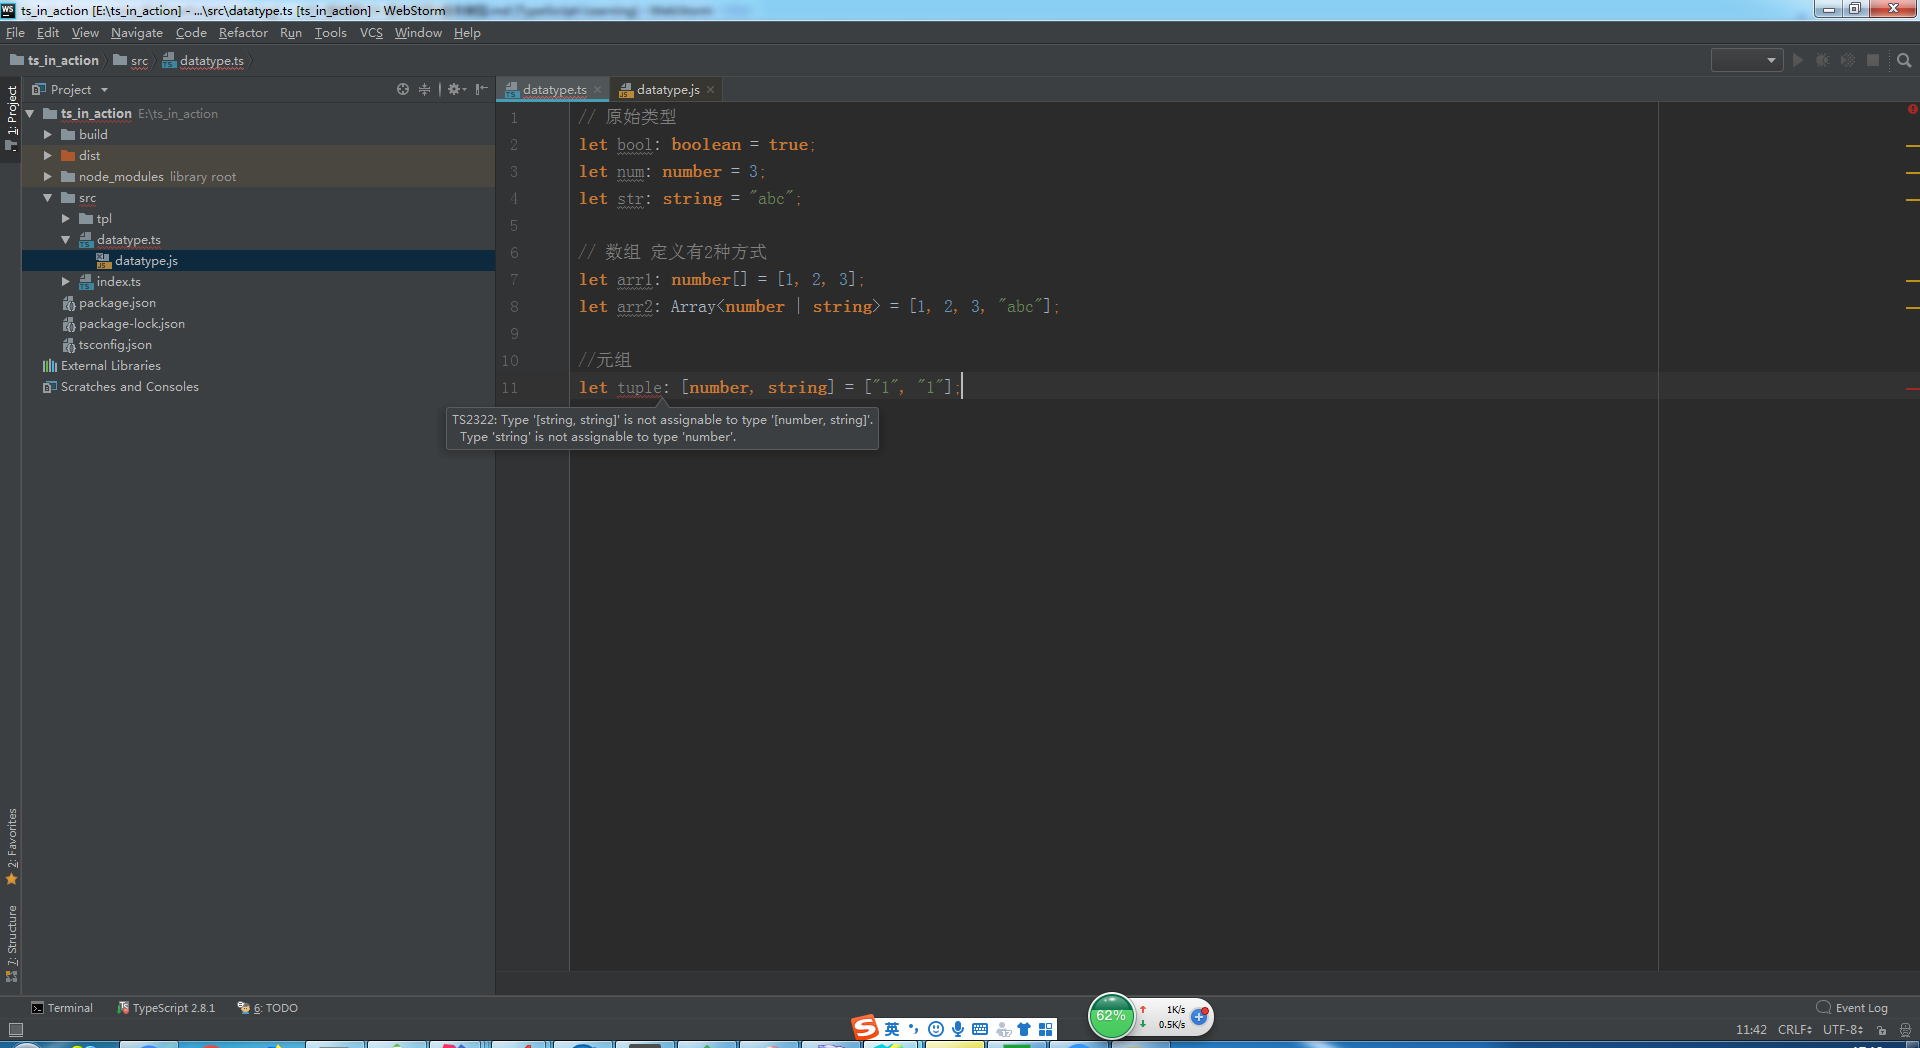 ts_in_action [E:\ts_in_action] - ...\src\datatype.ts [ts_in_action] - WebStorm
File Edit View Navigate Code Refactor Run Tools VCS Window Help
ts_in_action src datatype.ts
Project
datatype.ts datatype.js
1: Project
ts_in_action E:\ts_in_action
build
dist
node_modules library root
src
tpl
datatype.ts
datatype.js
index.ts
package.json
package-lock.json
tsconfig.json
External Libraries
Scratches and Consoles
1 // 原始类型
2 let bool: boolean = true;
3 let num: number = 3;
4 let str: string = "abc";
5
6 // 数组 定义有2种方式
7 let arr1: number[] = [1, 2, 3];
8 let arr2: Array<number | string> = [1, 2, 3, "abc"];
9
10 //元组
11 let tuple: [number, string] = ["1", "1"];
TS2322: Type '[string, string]' is not assignable to type '[number, string]'.
Type 'string' is not assignable to type 'number'.
2: Favorites
7: Structure
Terminal TypeScript 2.8.1 6: TODO
Event Log
62% 1K/s
0.5K/s
英
11:42 CRLF UTF-8